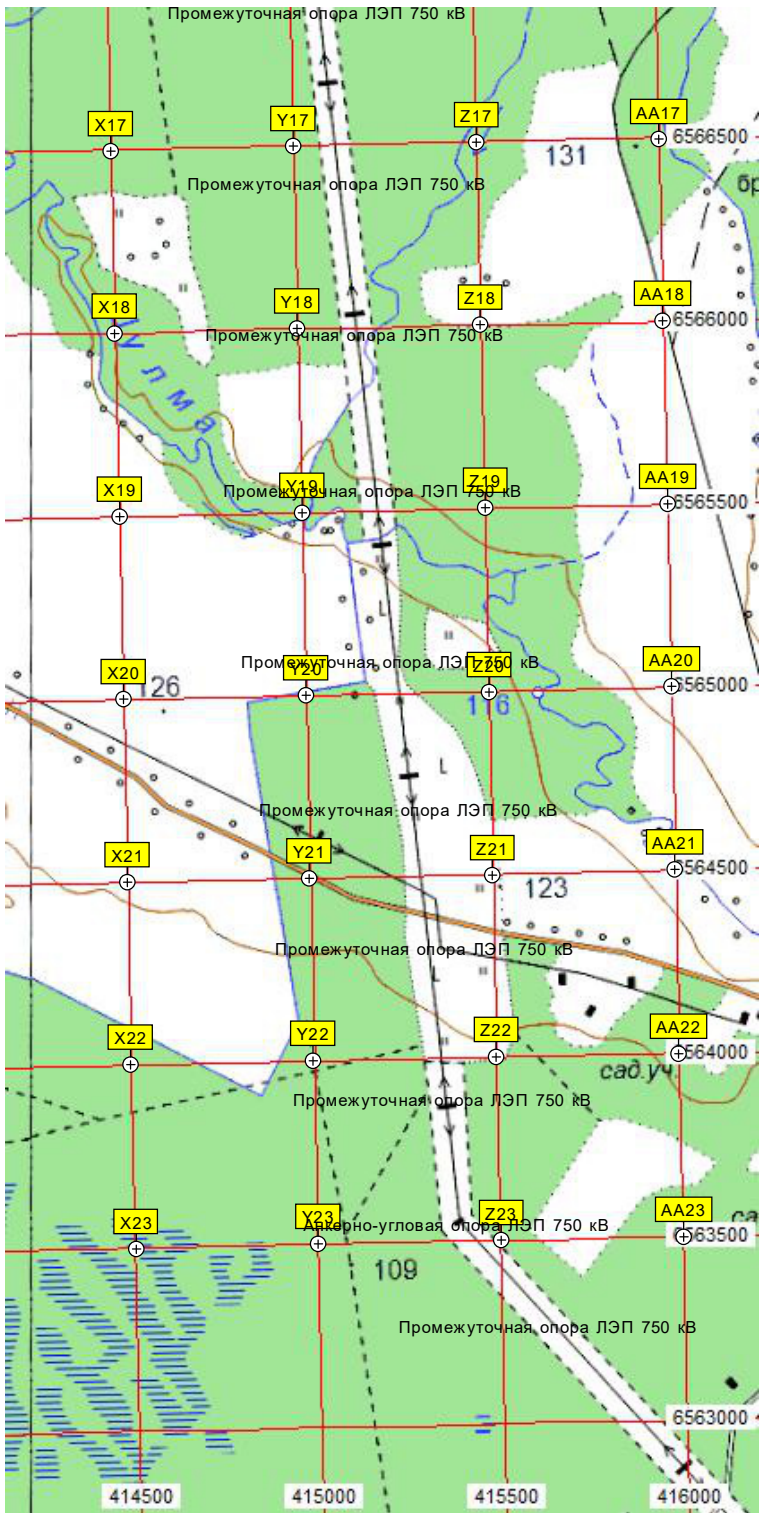 Промежуточная опора ЛЭП 750 кВ
X17
Y17
Z17
AA17
6566500
131
Промежуточная опора ЛЭП 750 кВ
бр
X18
Y18
Z18
AA18
6566000
Промежуточная опора ЛЭП 750 кВ
улма
X19
Y19
Z19
AA19
6565500
Промежуточная опора ЛЭП 750 кВ
L
X20
Y20
Z20
AA20
6565000
Промежуточная опора ЛЭП 750 кВ
126
116
L
Промежуточная опора ЛЭП 750 кВ
X21
Y21
Z21
AA21
6564500
123
Промежуточная опора ЛЭП 750 кВ
L
X22
Y22
Z22
AA22
6564000
сад.уч.
Промежуточная опора ЛЭП 750 кВ
X23
Y23
Z23
AA23
са
Анкерно-угловая опора ЛЭП 750 кВ
6563500
109
Промежуточная опора ЛЭП 750 кВ
6563000
414500
415000
415500
416000